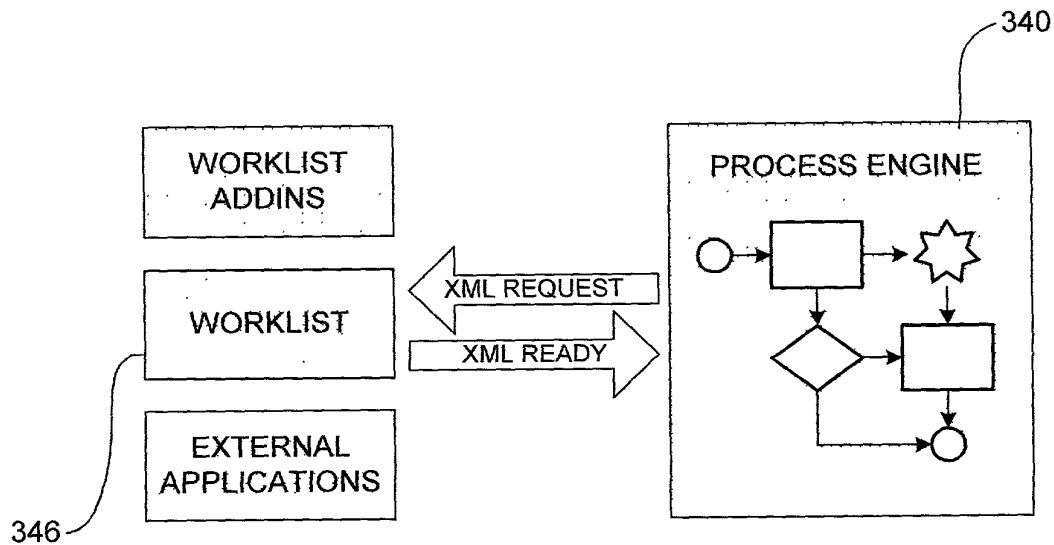 340
WORKLIST
ADDINS
PROCESS ENGINE
XML REQUEST
WORKLIST
XML READY
EXTERNAL
APPLICATIONS
346